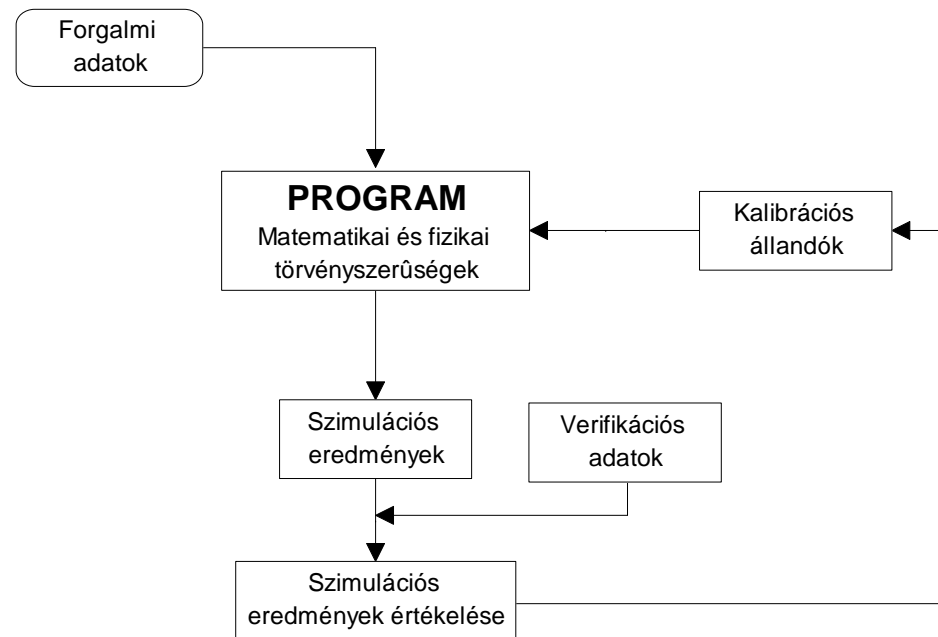 Forgalmi
adatok
PROGRAM
Matematikai és fizikai
törvényszerûségek
Kalibrációs
állandók
Szimulációs
eredmények
Verifikációs
adatok
Szimulációs
eredmények értékelése